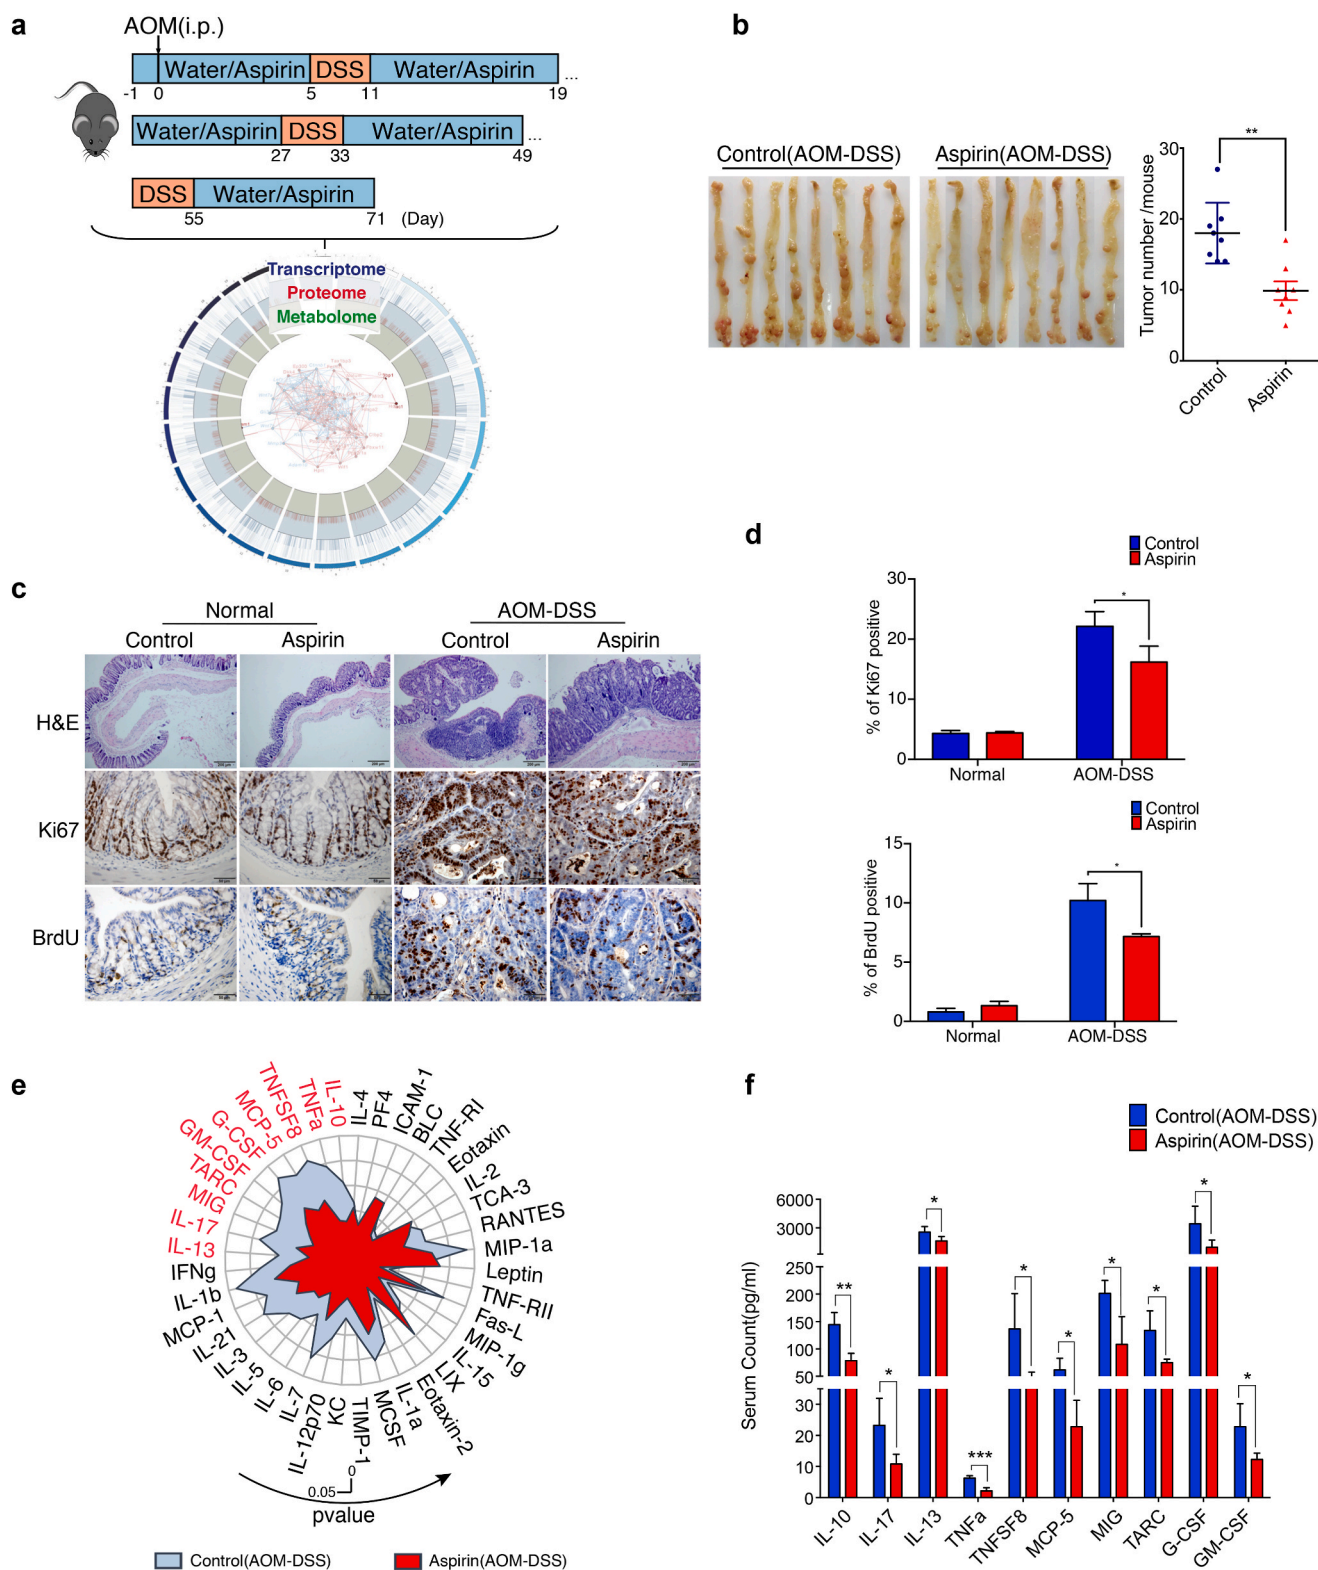 a
AOM(i.p.)
Water/Aspirin DSS Water/Aspirin ...
-1 0 5 11 19
Water/Aspirin DSS Water/Aspirin ...
27 33 49
DSS Water/Aspirin
55 71 (Day)
Transcriptome
Proteome
Metabolome
b
Control(AOM-DSS) Aspirin(AOM-DSS)
Tumor number /mouse
30
20
10
0
**
Control
Aspirin
c
Normal AOM-DSS
Control Aspirin Control Aspirin
H&E
Ki67
BrdU
d
Control
Aspirin
% of Ki67 positive
30
20
10
0
*
Normal AOM-DSS
Control
Aspirin
% of BrdU positive
15
10
5
0
*
Normal AOM-DSS
e
IL-4
PF4
ICAM-1
BLC
TNF-RI
Eotaxin
IL-2
TCA-3
RANTES
MIP-1a
Leptin
TNF-RII
Fas-L
MIP-1g
IL-15
LIX
Eotaxin-2
IL-1a
MCSF
TIMP-1
KC
IL-12p70
IL-7
IL-6
IL-5
IL-3
IL-21
MCP-1
IL-1b
IFNg
IL-13
IL-17
MIG
TARC
GM-CSF
G-CSF
MCP-5
TNFSF8
TNFa
IL-10
0
0.05
pvalue
Control(AOM-DSS) Aspirin(AOM-DSS)
f
Control(AOM-DSS)
Aspirin(AOM-DSS)
Serum Count(pg/ml)
6000
3000
250
200
150
100
50
30
20
10
0
** * * *** * * * * * *
IL-10
IL-17
IL-13
TNFa
TNFSF8
MCP-5
MIG
TARC
G-CSF
GM-CSF